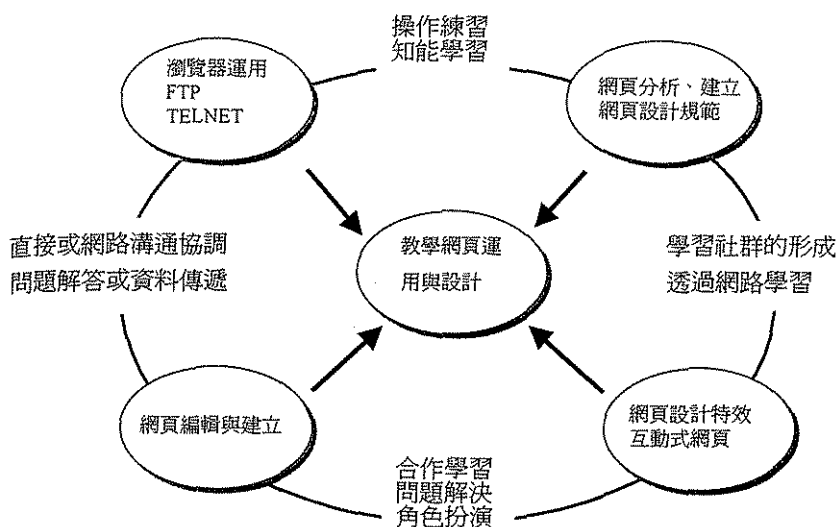 操作練習
知能學習
瀏覽器運用
FTP
TELNET
網頁分析、建立
網頁設計規範
直接或網路溝通協調
問題解答或資料傳遞
教學網頁運
用與設計
學習社群的形成
透過網路學習
網頁編輯與建立
網頁設計特效
互動式網頁
合作學習
問題解決
角色扮演